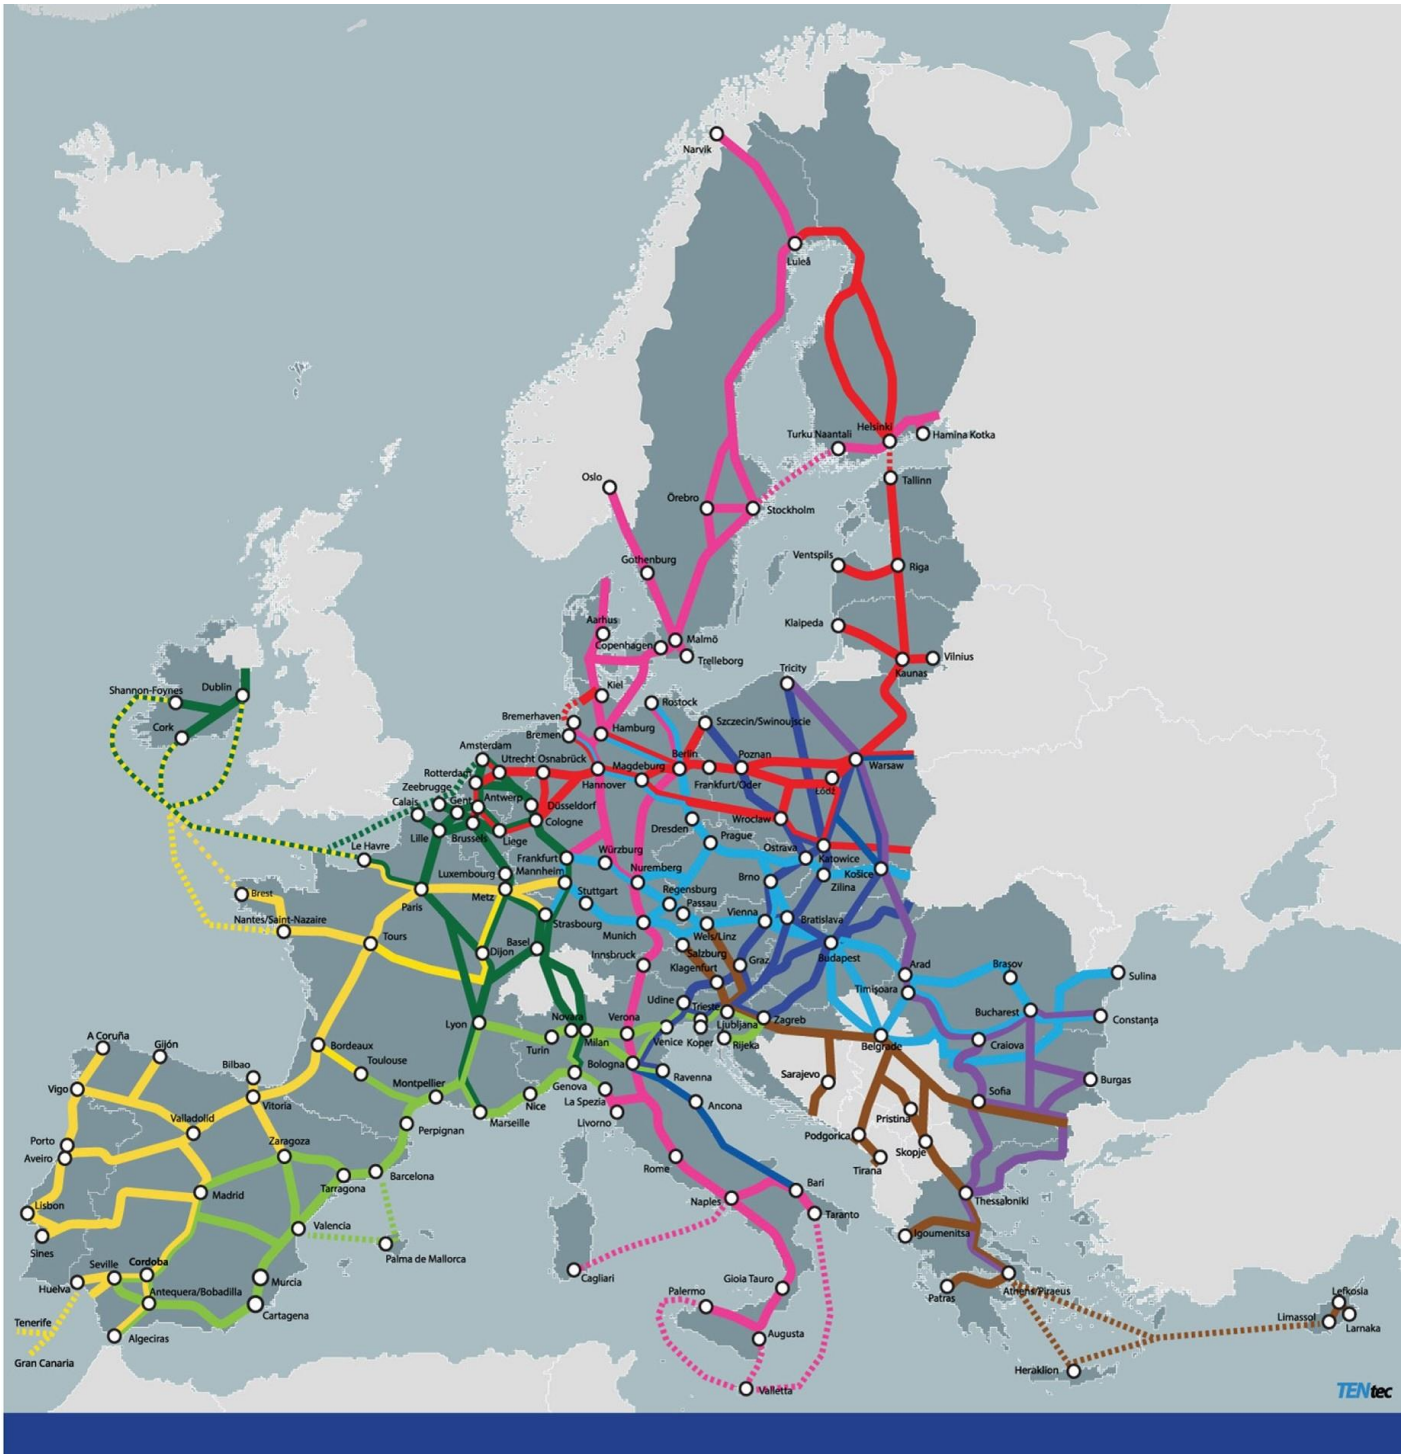 Narvik
Luleå
Helsinki
Turku Naantali
Hamina Kotka
Oslo
Tallinn
Örebro
Stockholm
Gothenburg
Ventspils
Riga
Aarhus
Klaipeda
Copenhagen
Malmö
Trelleborg
Vilnius
Kaunas
Tricity
Kiel
Shannon-Foynes
Dublin
Cork
Rostock
Bremerhaven
Bremen
Hamburg
Szczecin/Swinoujscie
Amsterdam
Utrecht
Osnabrück
Berlin
Poznan
Warsaw
Rotterdam
Magdeburg
Hannover
Frankfurt/Oder
Łódź
Zeebrugge
Calais
Gent
Antwerp
Düsseldorf
Cologne
Wroclaw
Lille
Brussels
Liege
Dresden
Prague
Le Havre
Frankfurt
Würzburg
Ostrava
Katowice
Luxembourg
Mannheim
Nuremberg
Brno
Zilina
Košice
Brest
Paris
Metz
Stuttgart
Regensburg
Passau
Nantes/Saint-Nazaire
Strasbourg
Munich
Vienna
Bratislava
Tours
Dijon
Basel
Wels/Linz
Salzburg
Budapest
Innsbruck
Klagenfurt
Graz
Arad
Braşov
Sulina
Timişoara
Udine
Trieste
Bucharest
Constanţa
Lyon
Novara
Verona
Ljubljana
Zagreb
A Coruña
Gijón
Bordeaux
Turin
Milan
Venice
Koper
Rijeka
Belgrade
Craiova
Bilbao
Toulouse
Bologna
Ravenna
Sarajevo
Burgas
Vigo
Vitoria
Montpellier
Genova
La Spezia
Nice
Sofia
Valladolid
Marseille
Livorno
Ancona
Pristina
Porto
Aveiro
Zaragoza
Perpignan
Podgorica
Skopje
Tirana
Rome
Lisbon
Madrid
Tarragona
Barcelona
Naples
Bari
Thessaloniki
Taranto
Sines
Valencia
Palma de Mallorca
Igoumenitsa
Seville
Cordoba
Huelva
Murcia
Cagliari
Gioia Tauro
Patras
Athens/Piraeus
Antequera/Bobadilla
Cartagena
Palermo
Lefkosia
Limassol
Larnaka
Tenerife
Algeciras
Augusta
Gran Canaria
Heraklion
Valletta
TENtec